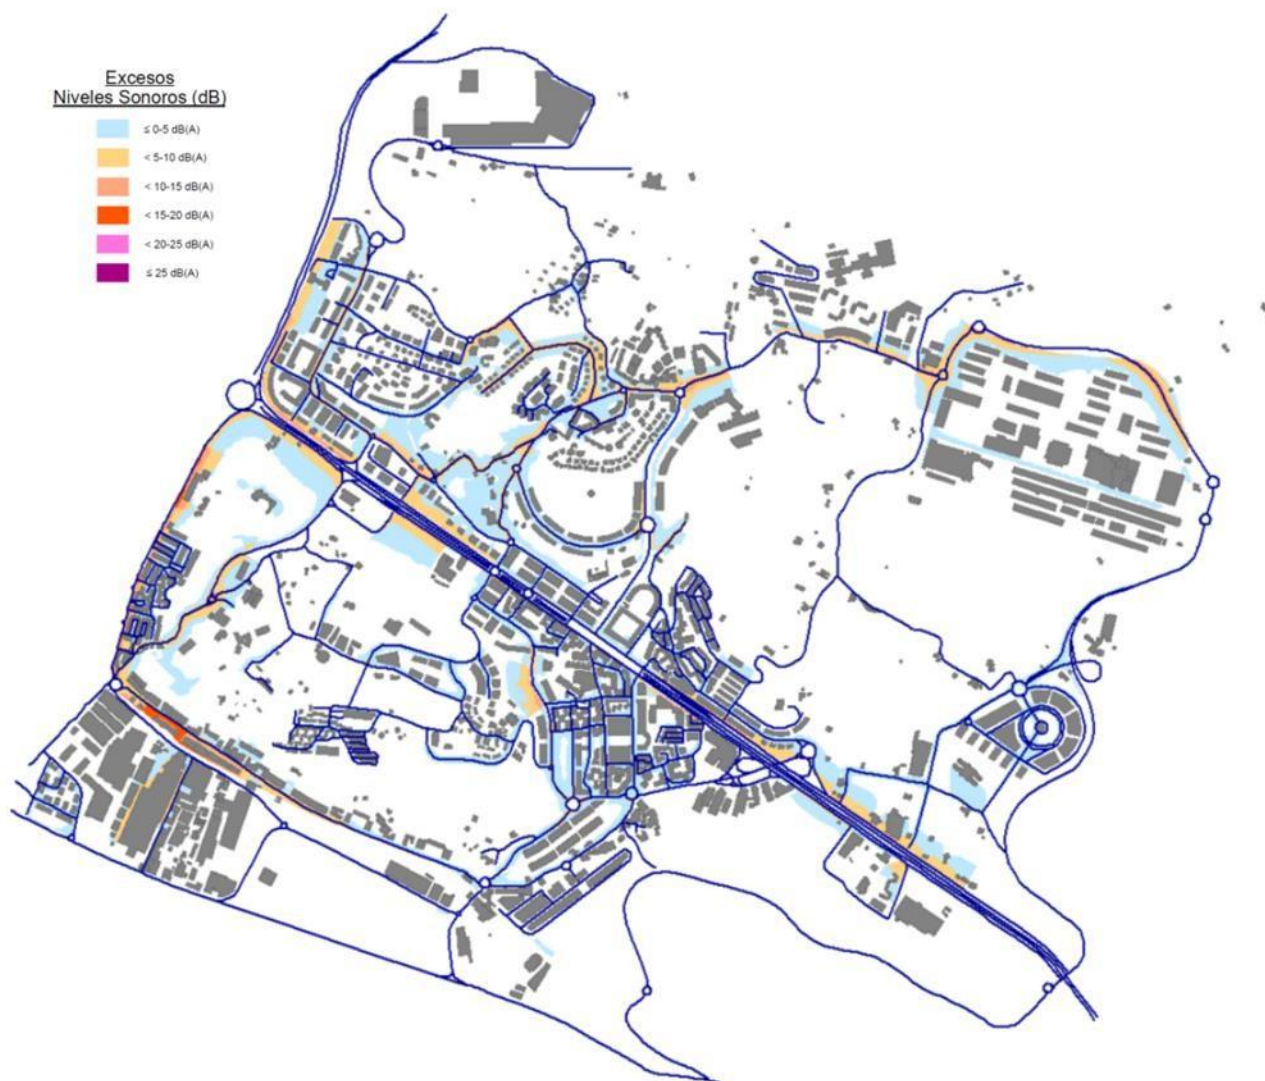 Excesos
Niveles Sonoros (dB)
≤ 0-5 dB(A)
< 5-10 dB(A)
< 10-15 dB(A)
< 15-20 dB(A)
< 20-25 dB(A)
≤ 25 dB(A)